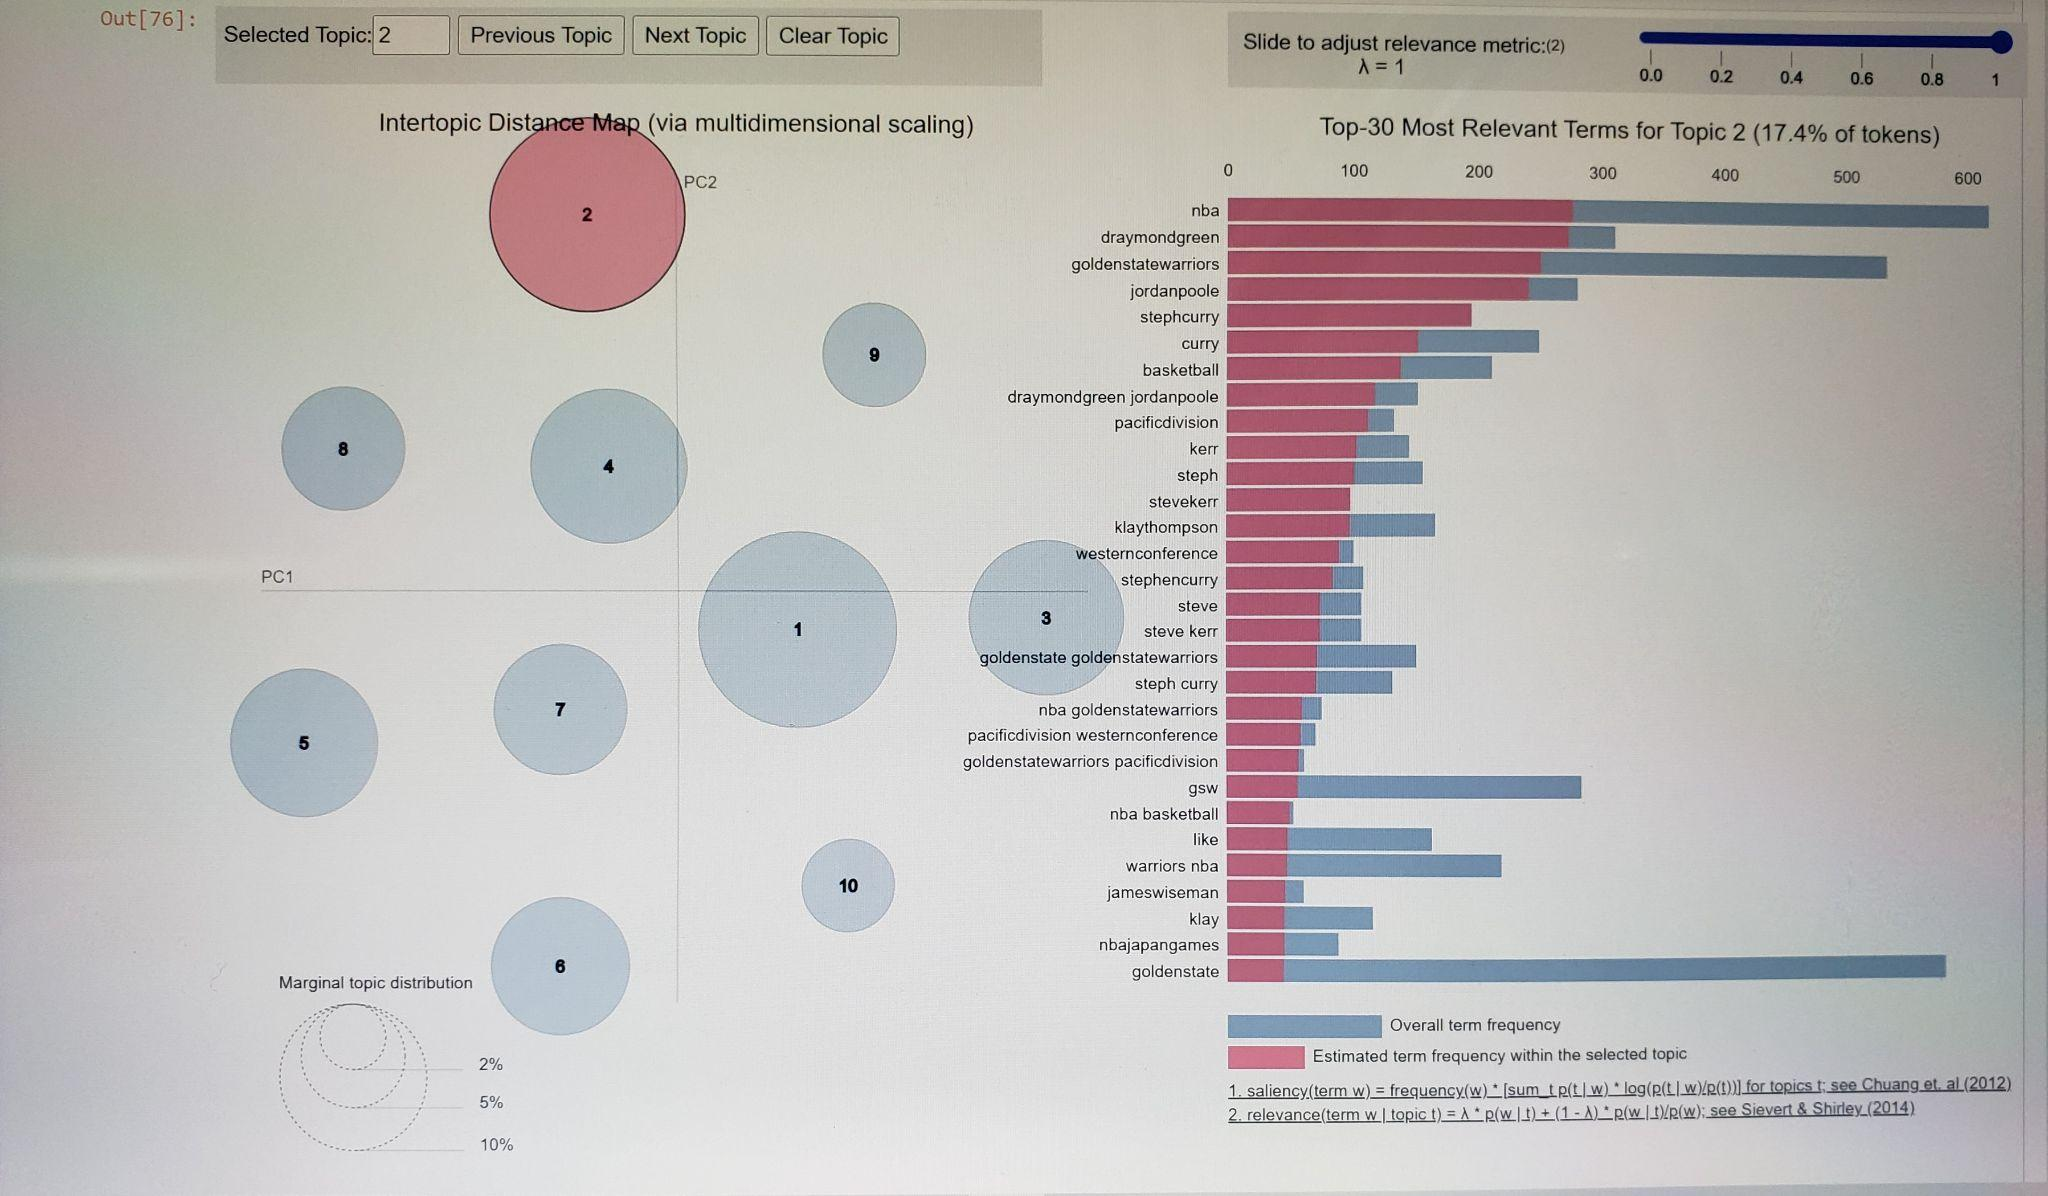 Out[76]:
Selected Topic: 2 Previous Topic Next Topic Clear Topic
Slide to adjust relevance metric:(2)
λ = 1
0.0 0.2 0.4 0.6 0.8 1
Intertopic Distance Map (via multidimensional scaling)
PC2
2
9
8
4
PC1
1
3
7
5
10
6
Marginal topic distribution
2%
5%
10%
Top-30 Most Relevant Terms for Topic 2 (17.4% of tokens)
0 100 200 300 400 500 600
nba
draymondgreen
goldenstatewarriors
jordanpoole
stephcurry
curry
basketball
draymondgreen jordanpoole
pacificdivision
kerr
steph
stevekerr
klaythompson
westernconference
stephencurry
steve
steve kerr
goldenstate goldenstatewarriors
steph curry
nba goldenstatewarriors
pacificdivision westernconference
goldenstatewarriors pacificdivision
gsw
nba basketball
like
warriors nba
jameswiseman
klay
nbajapangames
goldenstate
Overall term frequency
Estimated term frequency within the selected topic
1. saliency(term w) = frequency(w) * [sum_t p(t | w) * log(p(t | w)/p(t))] for topics t; see Chuang et. al (2012)
2. relevance(term w | topic t) = λ * p(w | t) + (1 - λ) * p(w | t)/p(w); see Sievert & Shirley (2014)